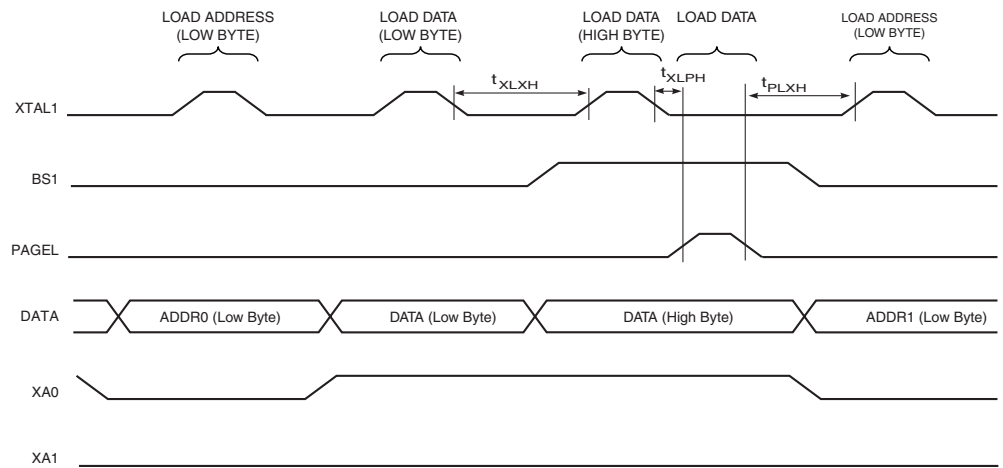 LOAD ADDRESS
(LOW BYTE)
LOAD DATA
(LOW BYTE)
LOAD DATA
(HIGH BYTE)
LOAD DATA
LOAD ADDRESS
(LOW BYTE)
tXLXH
tXLPH
tPLXH
XTAL1
BS1
PAGEL
DATA
ADDR0 (Low Byte)
DATA (Low Byte)
DATA (High Byte)
ADDR1 (Low Byte)
XA0
XA1